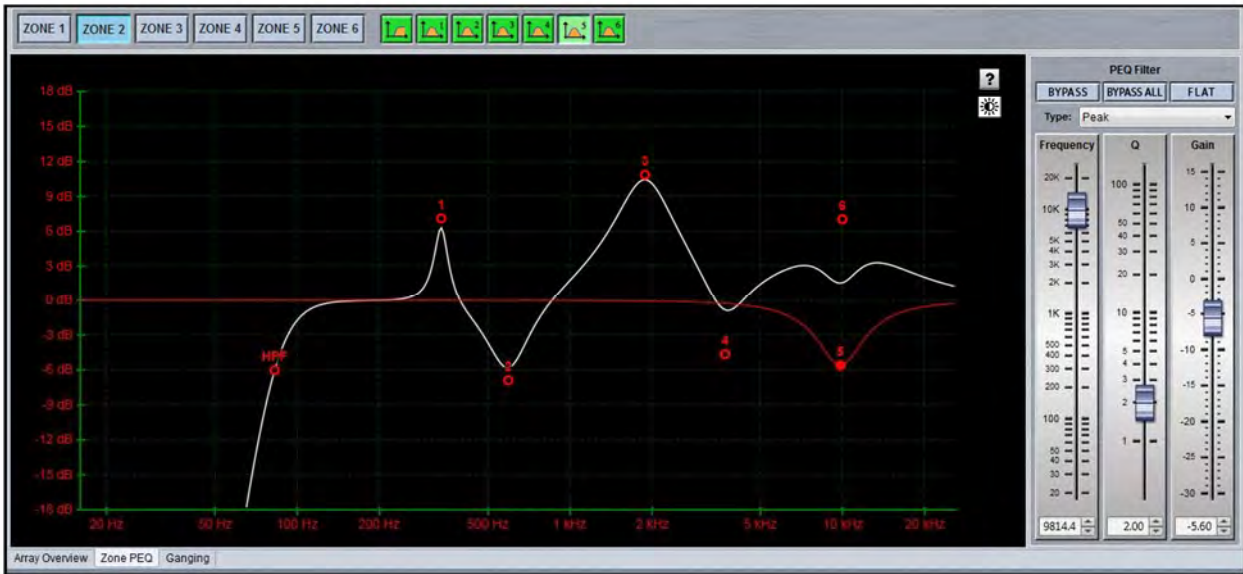 ZONE 1 ZONE 2 ZONE 3 ZONE 4 ZONE 5 ZONE 6 1 2 3 4 5 6
?
PEQ Filter
BYPASS BYPASS ALL FLAT
Type: Peak
Frequency Q Gain
18 dB
15 dB
12 dB
9 dB
6 dB
3 dB
0 dB
-3 dB
-6 dB
-9 dB
-12 dB
-15 dB
-18 dB
HPF
1
2
3
4
5
6
20 Hz 50 Hz 100 Hz 200 Hz 500 Hz 1 kHz 2 kHz 5 kHz 10 kHz 20 kHz
20K
10K
5K
4K
3K
2K
1K
500
400
300
200
100
50
40
30
20
100
50
40
30
20
10
5
4
3
2
1
15
10
5
0
-5
-10
-15
-20
-25
-30
9814.4 2.00 -5.60
Array Overview Zone PEQ Ganging